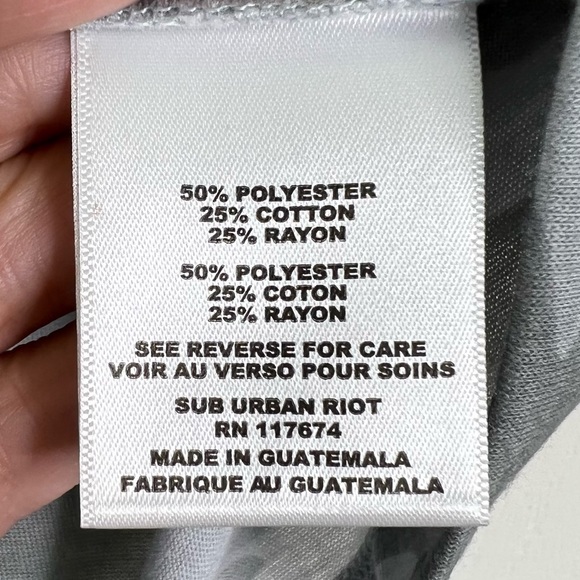 50% POLYESTER
25% COTTON
25% RAYON
50% POLYESTER
25% COTON
25% RAYON
SEE REVERSE FOR CARE
VOIR AU VERSO POUR SOINS
SUB URBAN RIOT
RN 117674
MADE IN GUATEMALA
FABRIQUE AU GUATEMALA